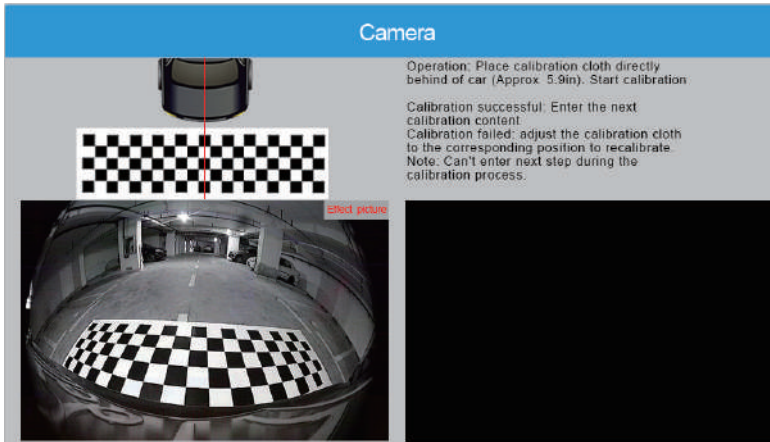 Camera
Operation: Place calibration cloth directly
behind of car (Approx 5.9in). Start calibration
Calibration successful: Enter the next
calibration content
Calibration failed: adjust the calibration cloth
to the corresponding position to recalibrate.
Note: Can't enter next step during the
calibration process.
Effect picture